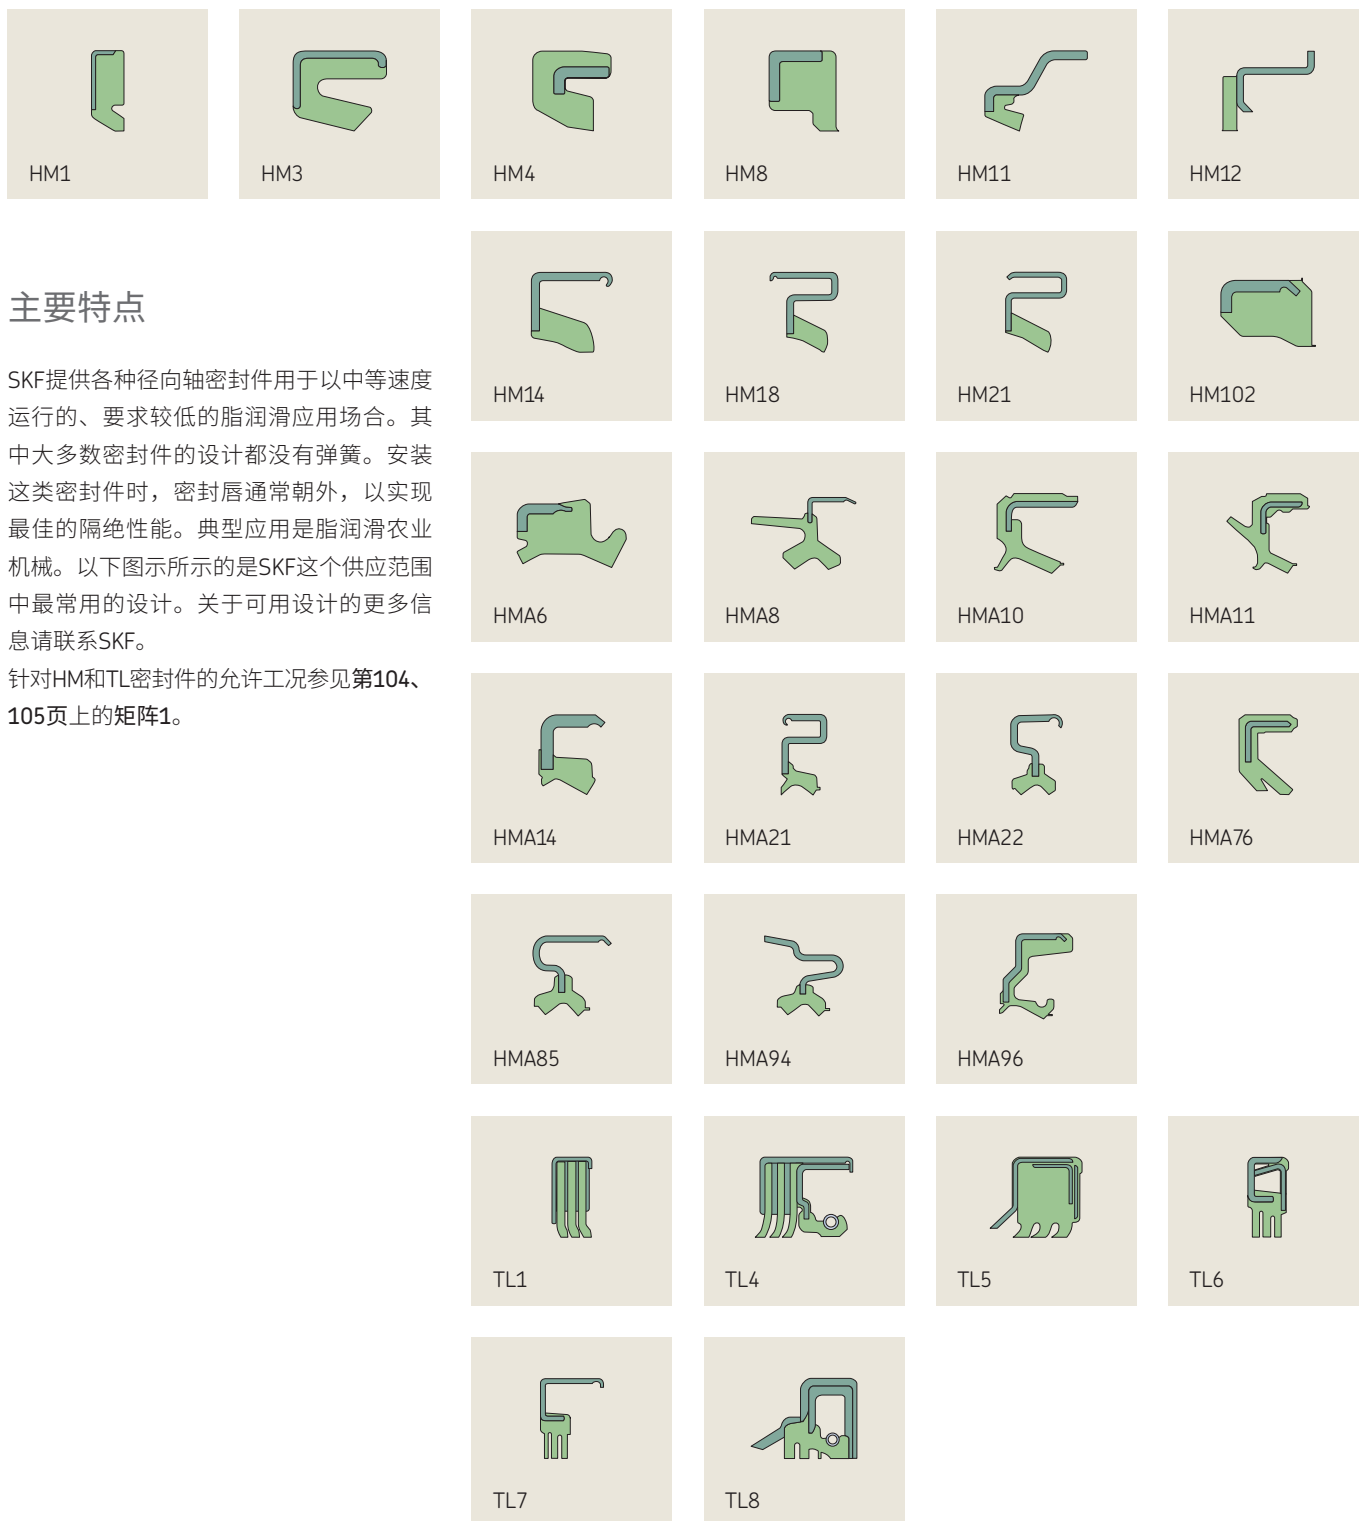 HM1
HM3
HM4
HM8
HM11
HM12
主要特点
SKF提供各种径向轴密封件用于以中等速度
运行的、要求较低的脂润滑应用场合。其
中大多数密封件的设计都没有弹簧。安装
这类密封件时，密封唇通常朝外，以实现
最佳的隔绝性能。典型应用是脂润滑农业
机械。以下图示所示的是SKF这个供应范围
中最常用的设计。关于可用设计的更多信
息请联系SKF。
针对HM和TL密封件的允许工况参见第104、
105页上的矩阵1。
HM14
HM18
HM21
HM102
HMA6
HMA8
HMA10
HMA11
HMA14
HMA21
HMA22
HMA76
HMA85
HMA94
HMA96
TL1
TL4
TL5
TL6
TL7
TL8